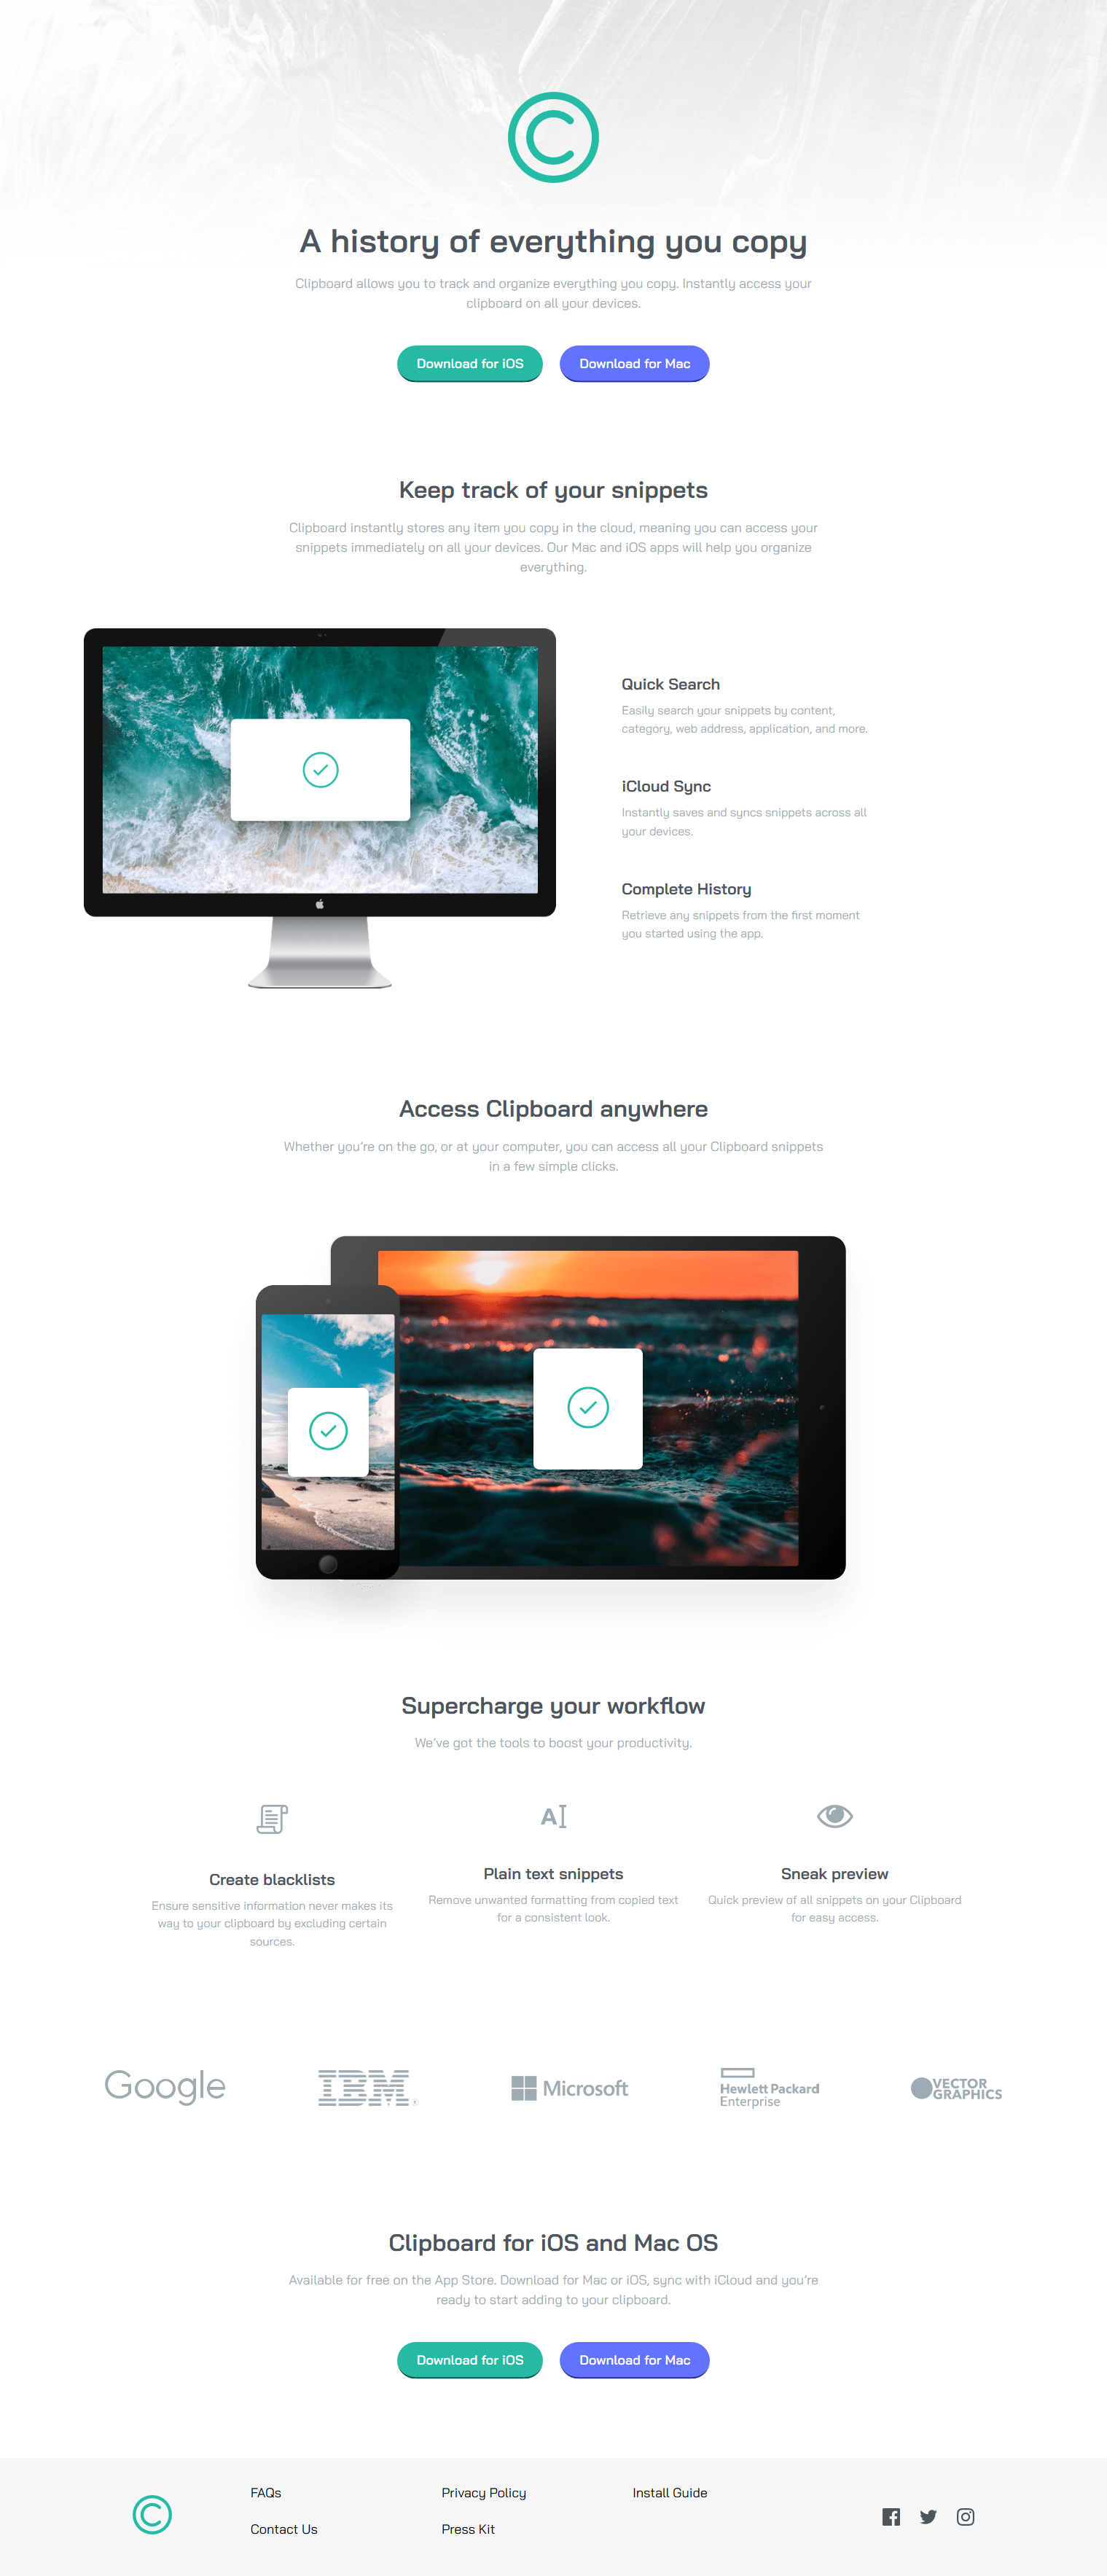 A history of everything you copy
Clipboard allows you to track and organize everything you copy. Instantly access your
clipboard on all your devices.
Download for iOS
Download for Mac
Keep track of your snippets
Clipboard instantly stores any item you copy in the cloud, meaning you can access your
snippets immediately on all your devices. Our Mac and iOS apps will help you organize
everything.
Quick Search
Easily search your snippets by content,
category, web address, application, and more.
iCloud Sync
Instantly saves and syncs snippets across all
your devices.
Complete History
Retrieve any snippets from the first moment
you started using the app.
Access Clipboard anywhere
Whether you’re on the go, or at your computer, you can access all your Clipboard snippets
in a few simple clicks.
Supercharge your workflow
We’ve got the tools to boost your productivity.
A
Create blacklists
Ensure sensitive information never makes its
way to your clipboard by excluding certain
sources.
Plain text snippets
Remove unwanted formatting from copied text
for a consistent look.
Sneak preview
Quick preview of all snippets on your Clipboard
for easy access.
Google
IBM®
Microsoft
Hewlett Packard
Enterprise
VECTOR
GRAPHICS
Clipboard for iOS and Mac OS
Available for free on the App Store. Download for Mac or iOS, sync with iCloud and you’re
ready to start adding to your clipboard.
Download for iOS
Download for Mac
FAQs
Contact Us
Privacy Policy
Press Kit
Install Guide